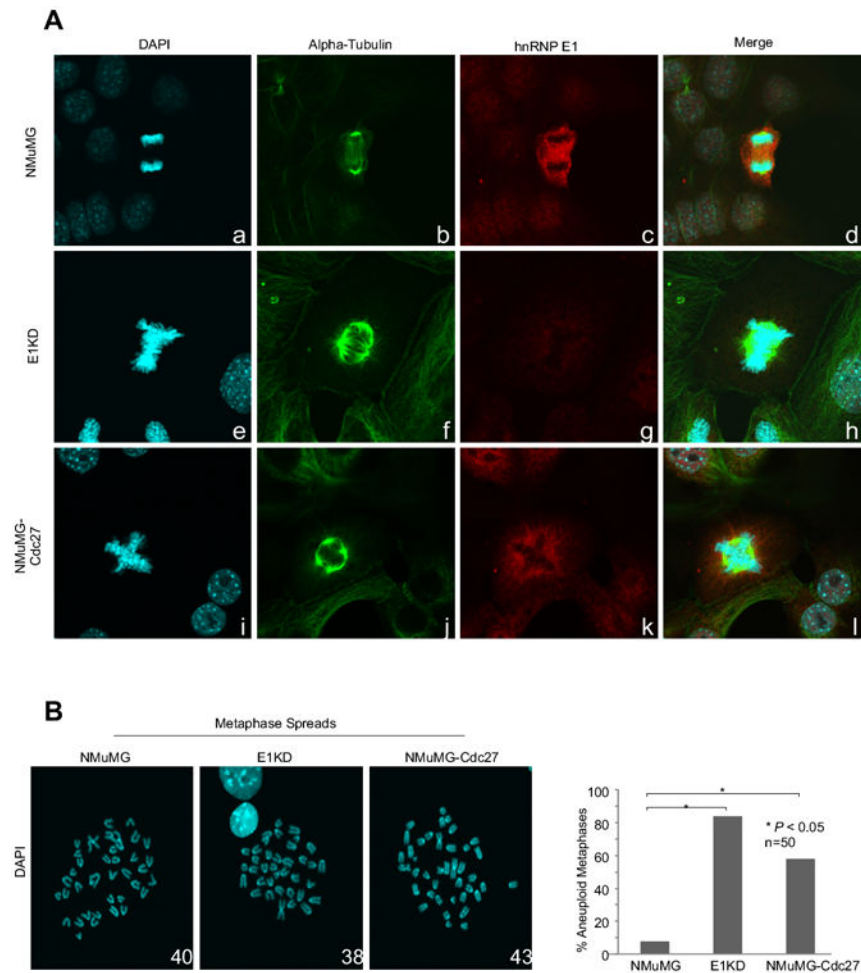 A
DAPI
Alpha-Tubulin
hnRNP E1
Merge
NMuMG
a
b
c
d
E1KD
e
f
g
h
NMuMG-
Cdc27
i
j
k
l
B
Metaphase Spreads
NMuMG
E1KD
NMuMG-Cdc27
DAPI
40
38
43
% Aneuploid Metaphases
100
80
60
40
20
0
*
*
* P < 0.05
n=50
NMuMG
E1KD
NMuMG-Cdc27